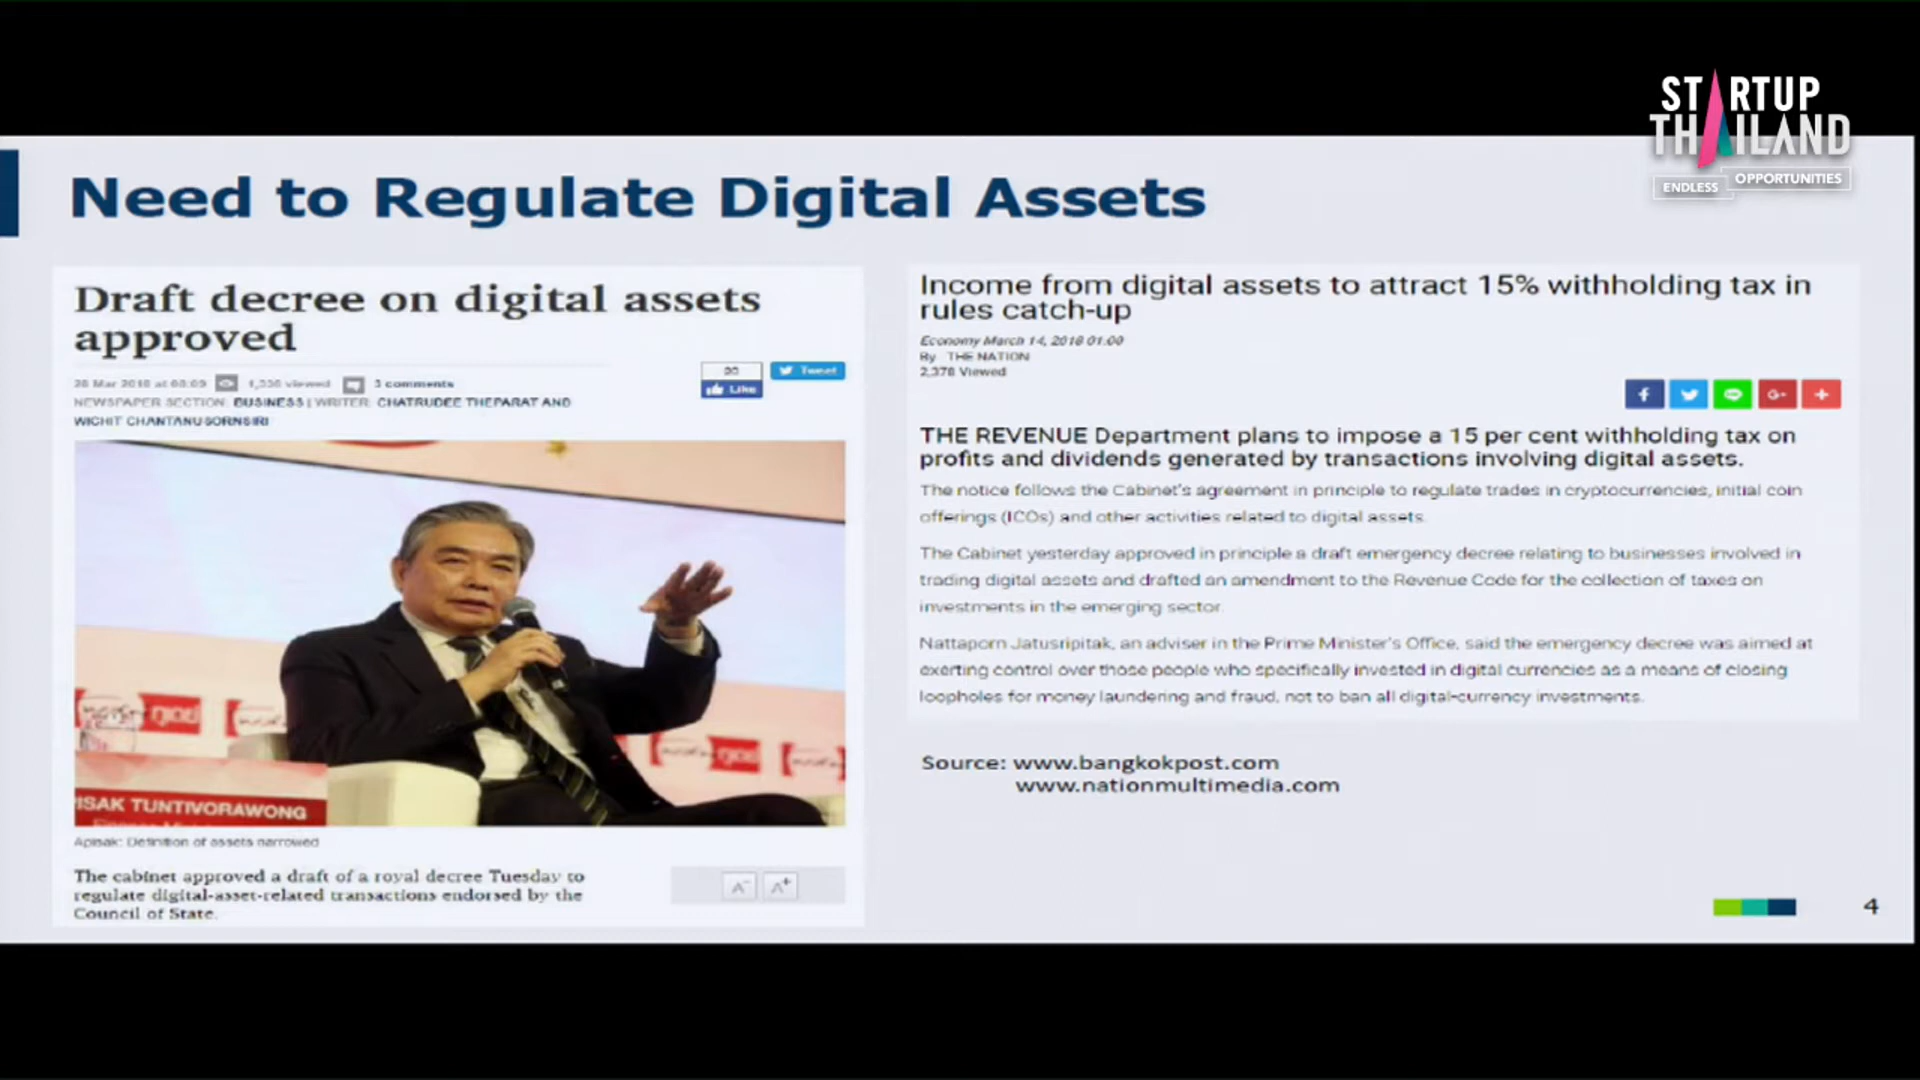 STARTUP
THAILAND
ENDLESS OPPORTUNITIES
Need to Regulate Digital Assets
Draft decree on digital assets
approved
28 Mar 2018 at 1,336 viewed 3 comments
NEWSPAPER SECTION: BUSINESS | WRITER: CHATRUDEE THEPARAT AND
WICHIT CHANTANUSORNSIRI
Like
Tweet
ISAK TUNTIVORAWONG
Apisak: Definition of assets narrowed
The cabinet approved a draft of a royal decree Tuesday to
regulate digital-asset-related transactions endorsed by the
Council of State.
A- A+
Income from digital assets to attract 15% withholding tax in
rules catch-up
Economy March 14, 2018 01:00
By THE NATION
2,378 Viewed
THE REVENUE Department plans to impose a 15 per cent withholding tax on
profits and dividends generated by transactions involving digital assets.
The notice follows the Cabinet's agreement in principle to regulate trades in cryptocurrencies, initial coin
offerings (ICOs) and other activities related to digital assets.
The Cabinet yesterday approved in principle a draft emergency decree relating to businesses involved in
trading digital assets and drafted an amendment to the Revenue Code for the collection of taxes on
investments in the emerging sector.
Nattaporn Jatusripitak, an adviser in the Prime Minister's Office, said the emergency decree was aimed at
exerting control over those people who specifically invested in digital currencies as a means of closing
loopholes for money laundering and fraud, not to ban all digital-currency investments.
Source: www.bangkokpost.com
www.nationmultimedia.com
4